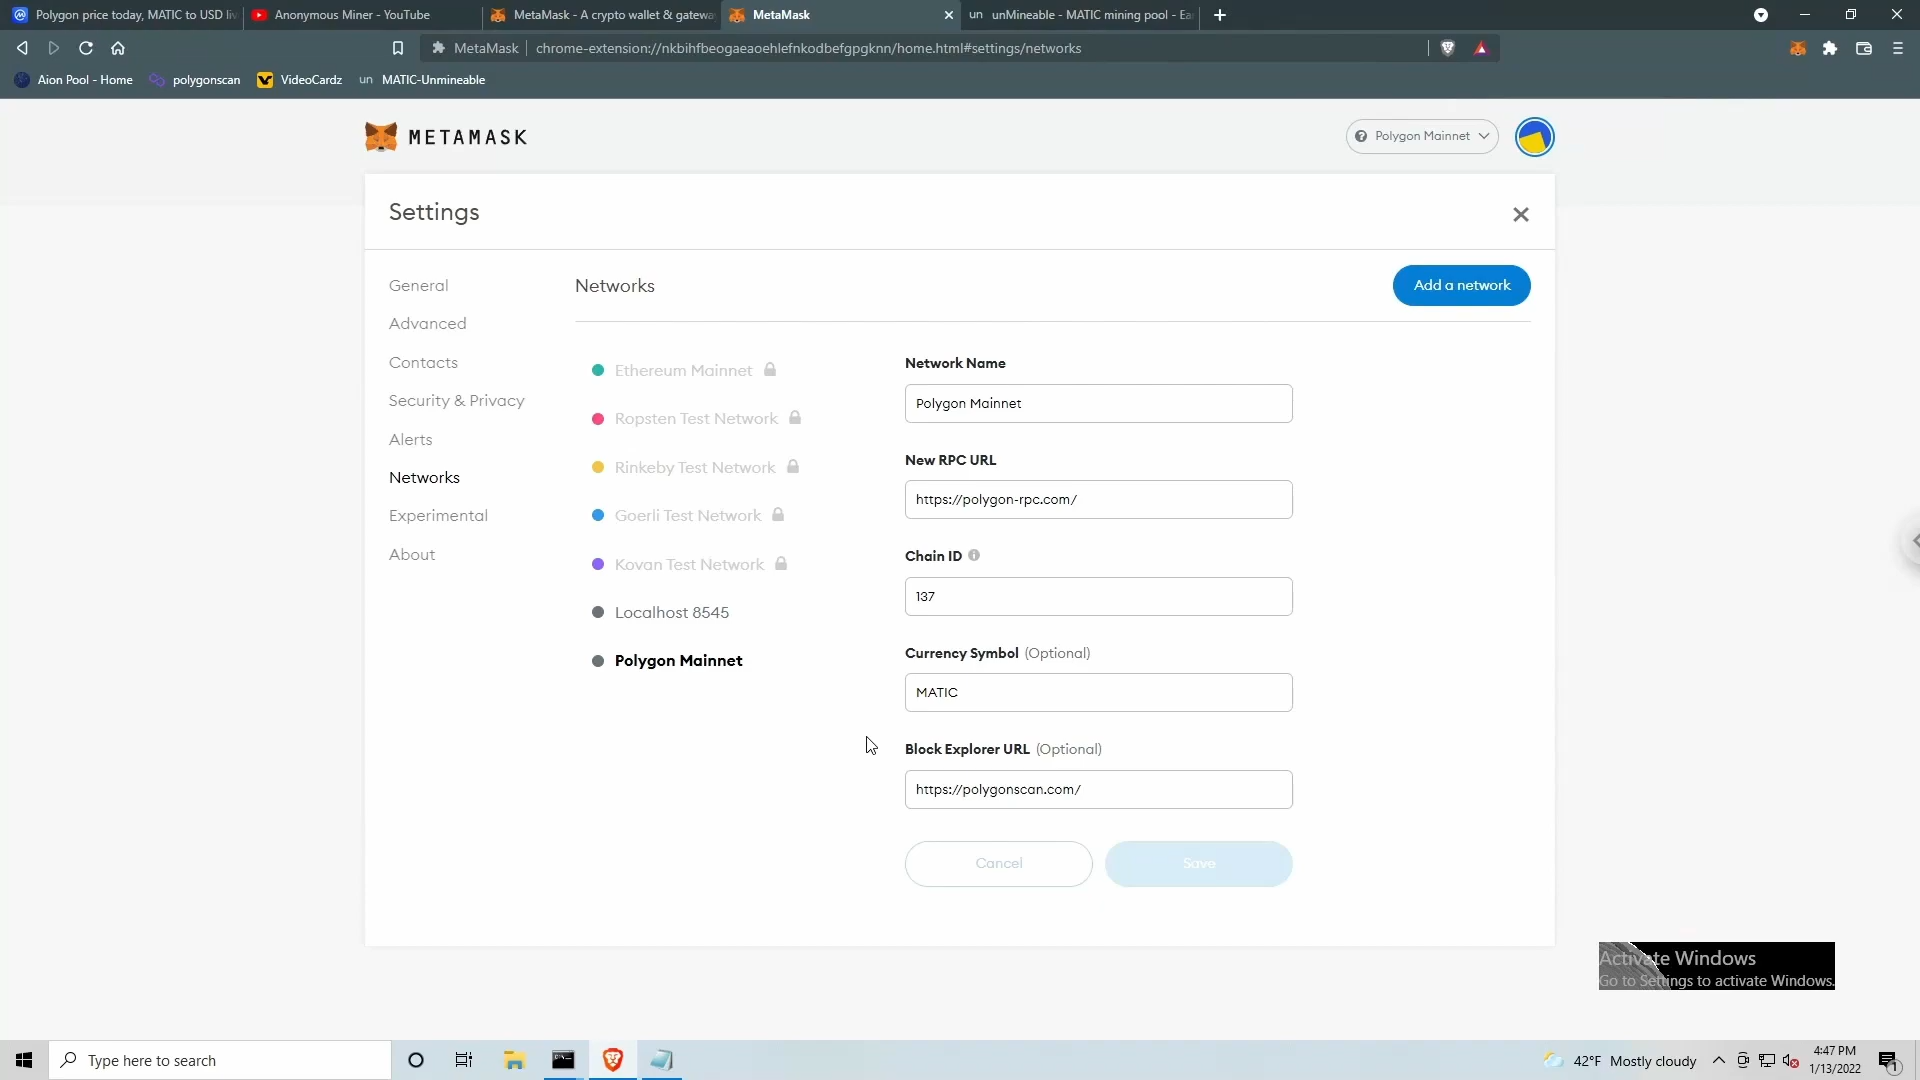 Polygon price today, MATIC to USD li
Anonymous Miner - YouTube
MetaMask - A crypto wallet & gatewa
MetaMask
un unMineable - MATIC mining pool - Ea
MetaMask
chrome-extension://nkbihfbeogaeaoehlefnkodbefgpgknn/home.html#settings/networks
Aion Pool - Home
polygonscan
VideoCardz
un MATIC-Unmineable
METAMASK
Polygon Mainnet
Settings
General
Advanced
Contacts
Security & Privacy
Alerts
Networks
Experimental
About
Networks
Add a network
Ethereum Mainnet
Ropsten Test Network
Rinkeby Test Network
Goerli Test Network
Kovan Test Network
Localhost 8545
Polygon Mainnet
Network Name
Polygon Mainnet
New RPC URL
https://polygon-rpc.com/
Chain ID
137
Currency Symbol (Optional)
MATIC
Block Explorer URL (Optional)
https://polygonscan.com/
Cancel
Save
Activate Windows
Go to Settings to activate Windows.
Type here to search
42°F Mostly cloudy
4:47 PM
1/13/2022
1